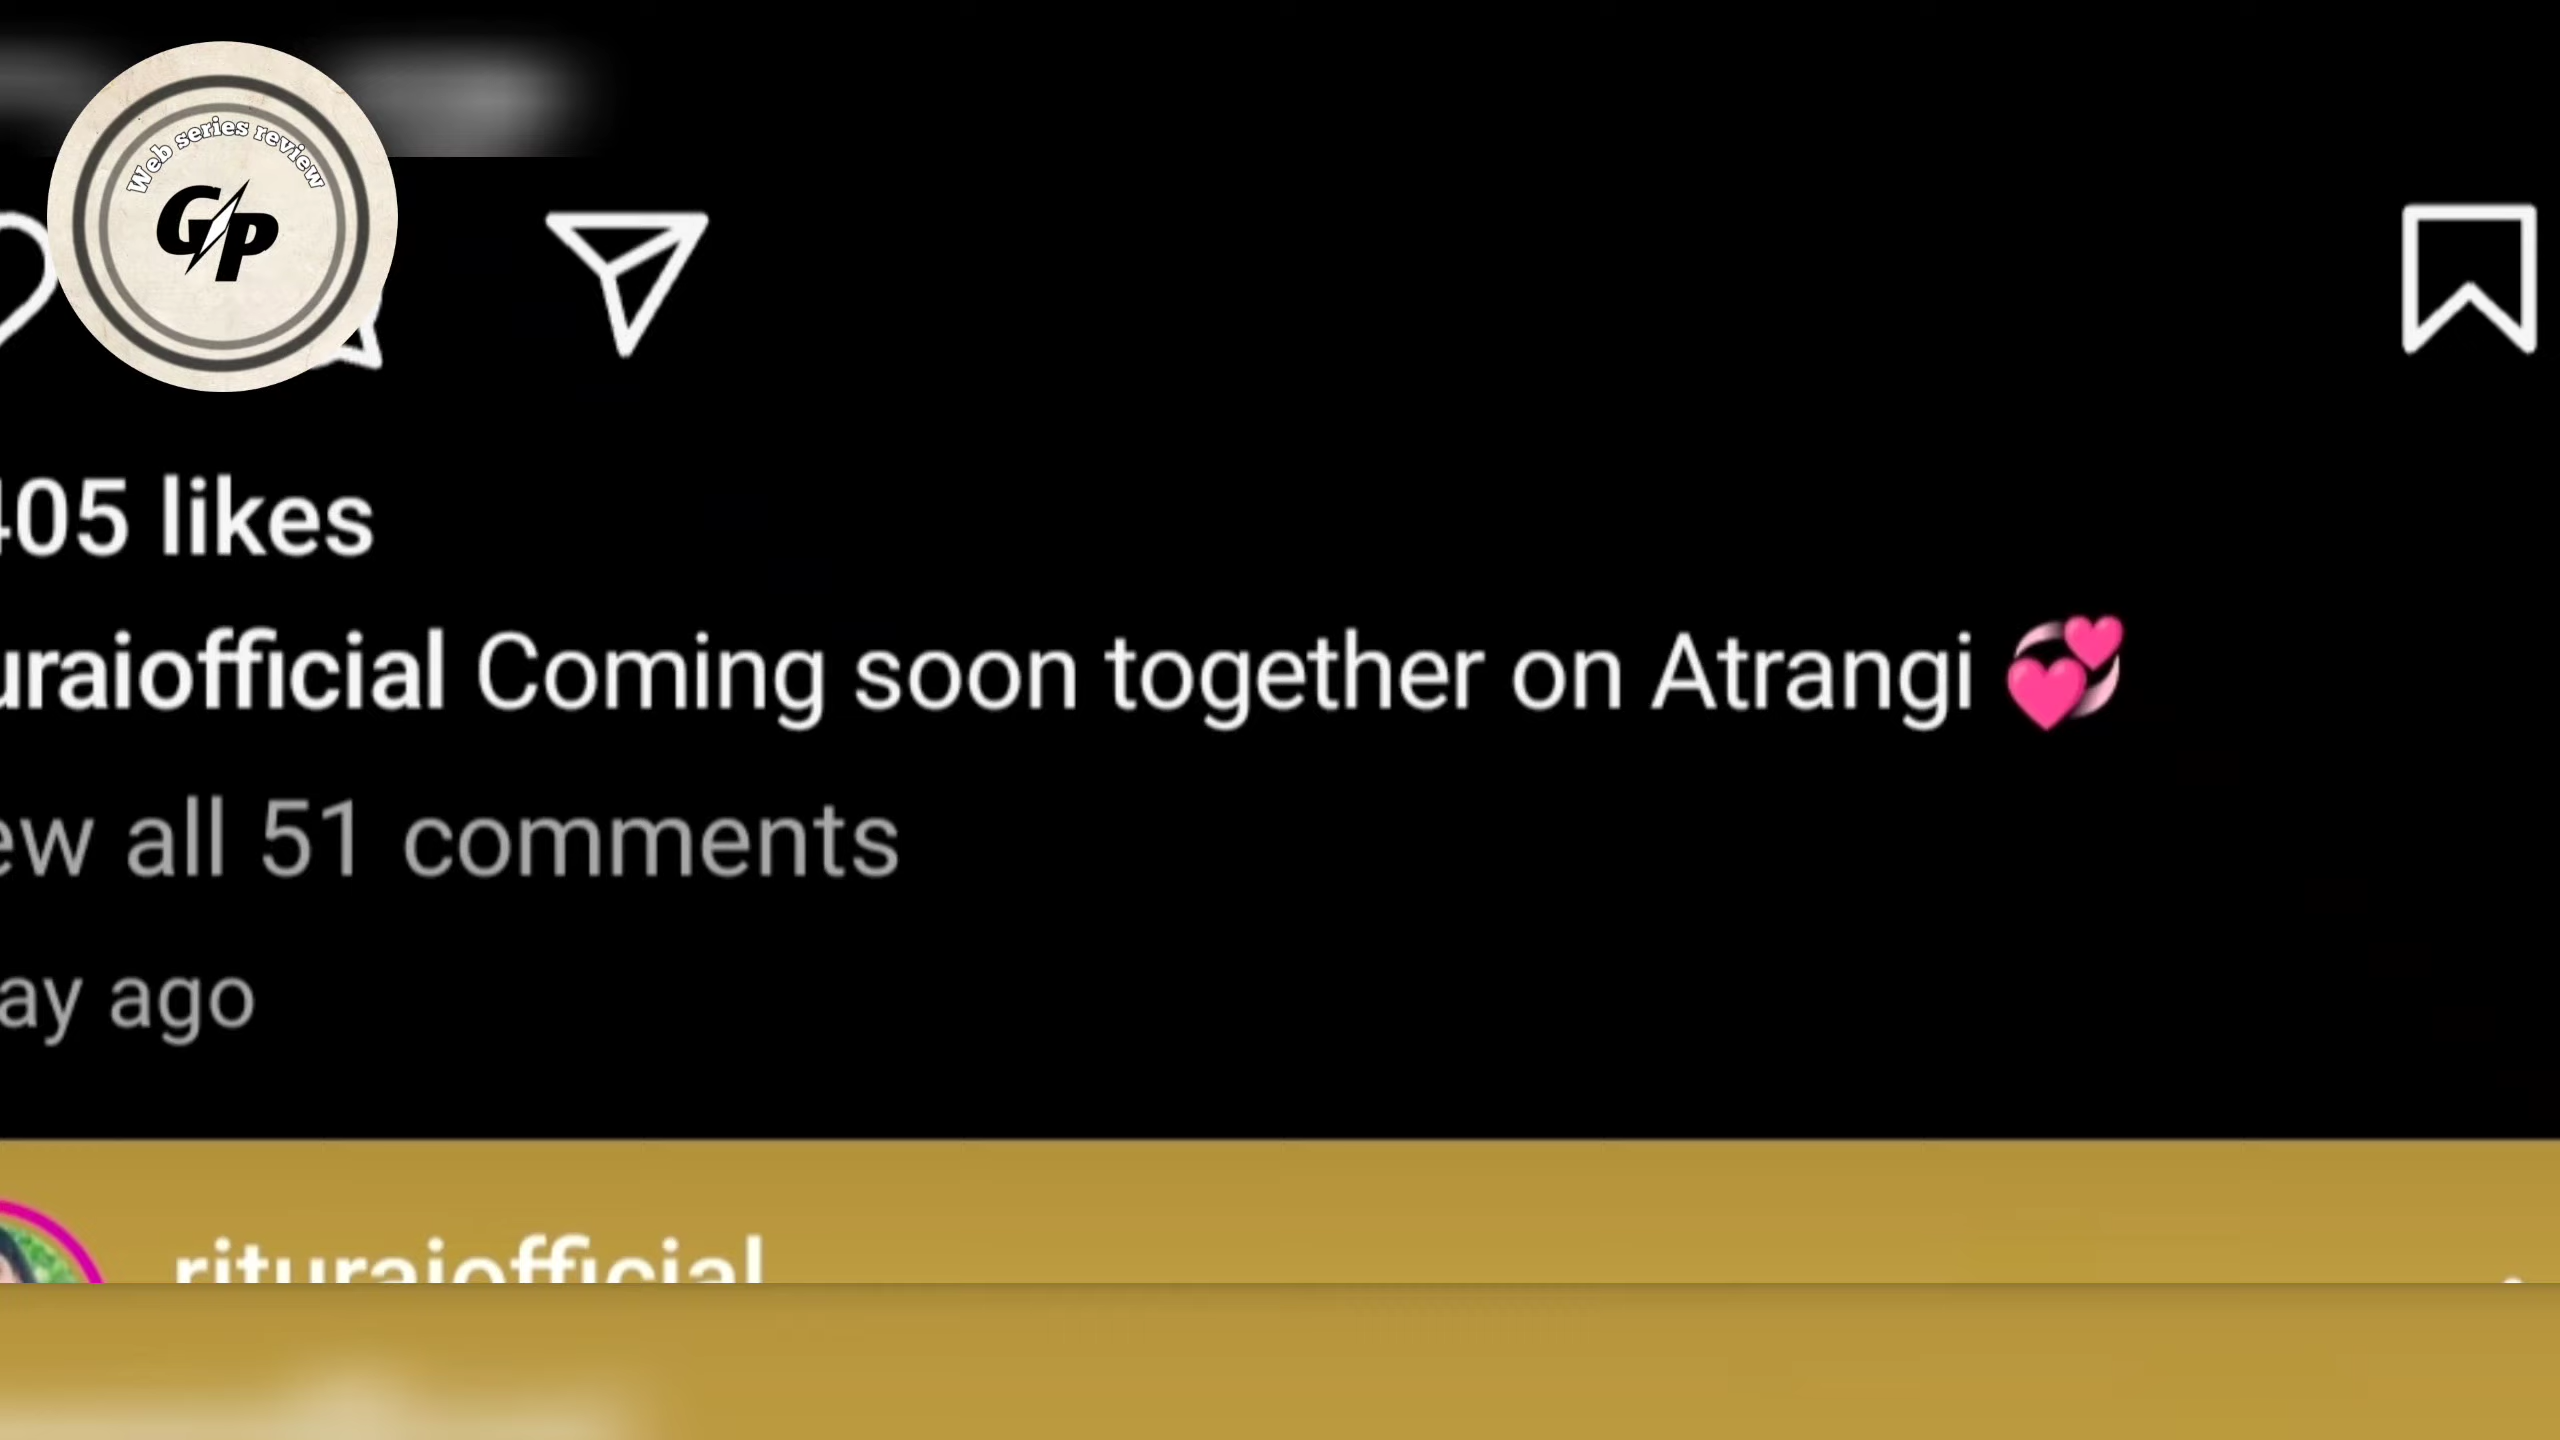 Web series review
GP
405 likes
uraiofficial Coming soon together on Atrangi 💞
ew all 51 comments
ay ago
rituraiofficial